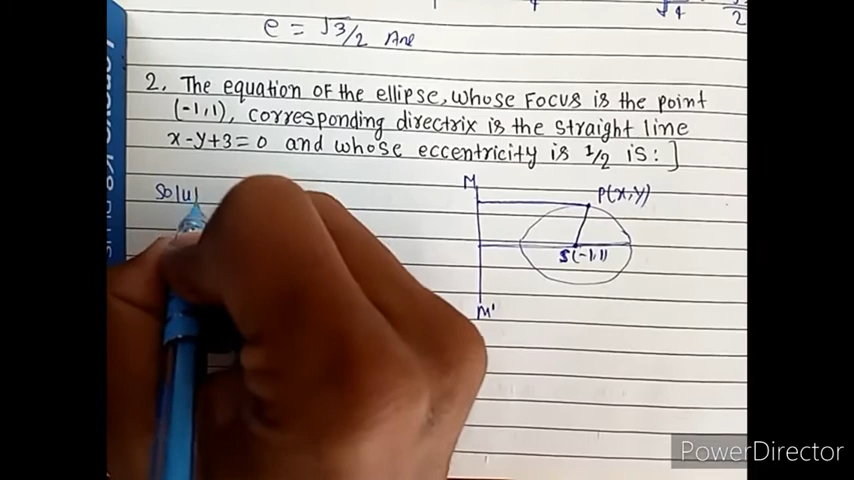 e = √3/2 Ans
2. The equation of the ellipse, whose Focus is the point
(-1,1), corresponding directrix is the straight line
x-y+3=0 and whose eccentricity is 1/2 is:]
M
P(x,y)
Solu
S(-1,1)
M'
PowerDirector